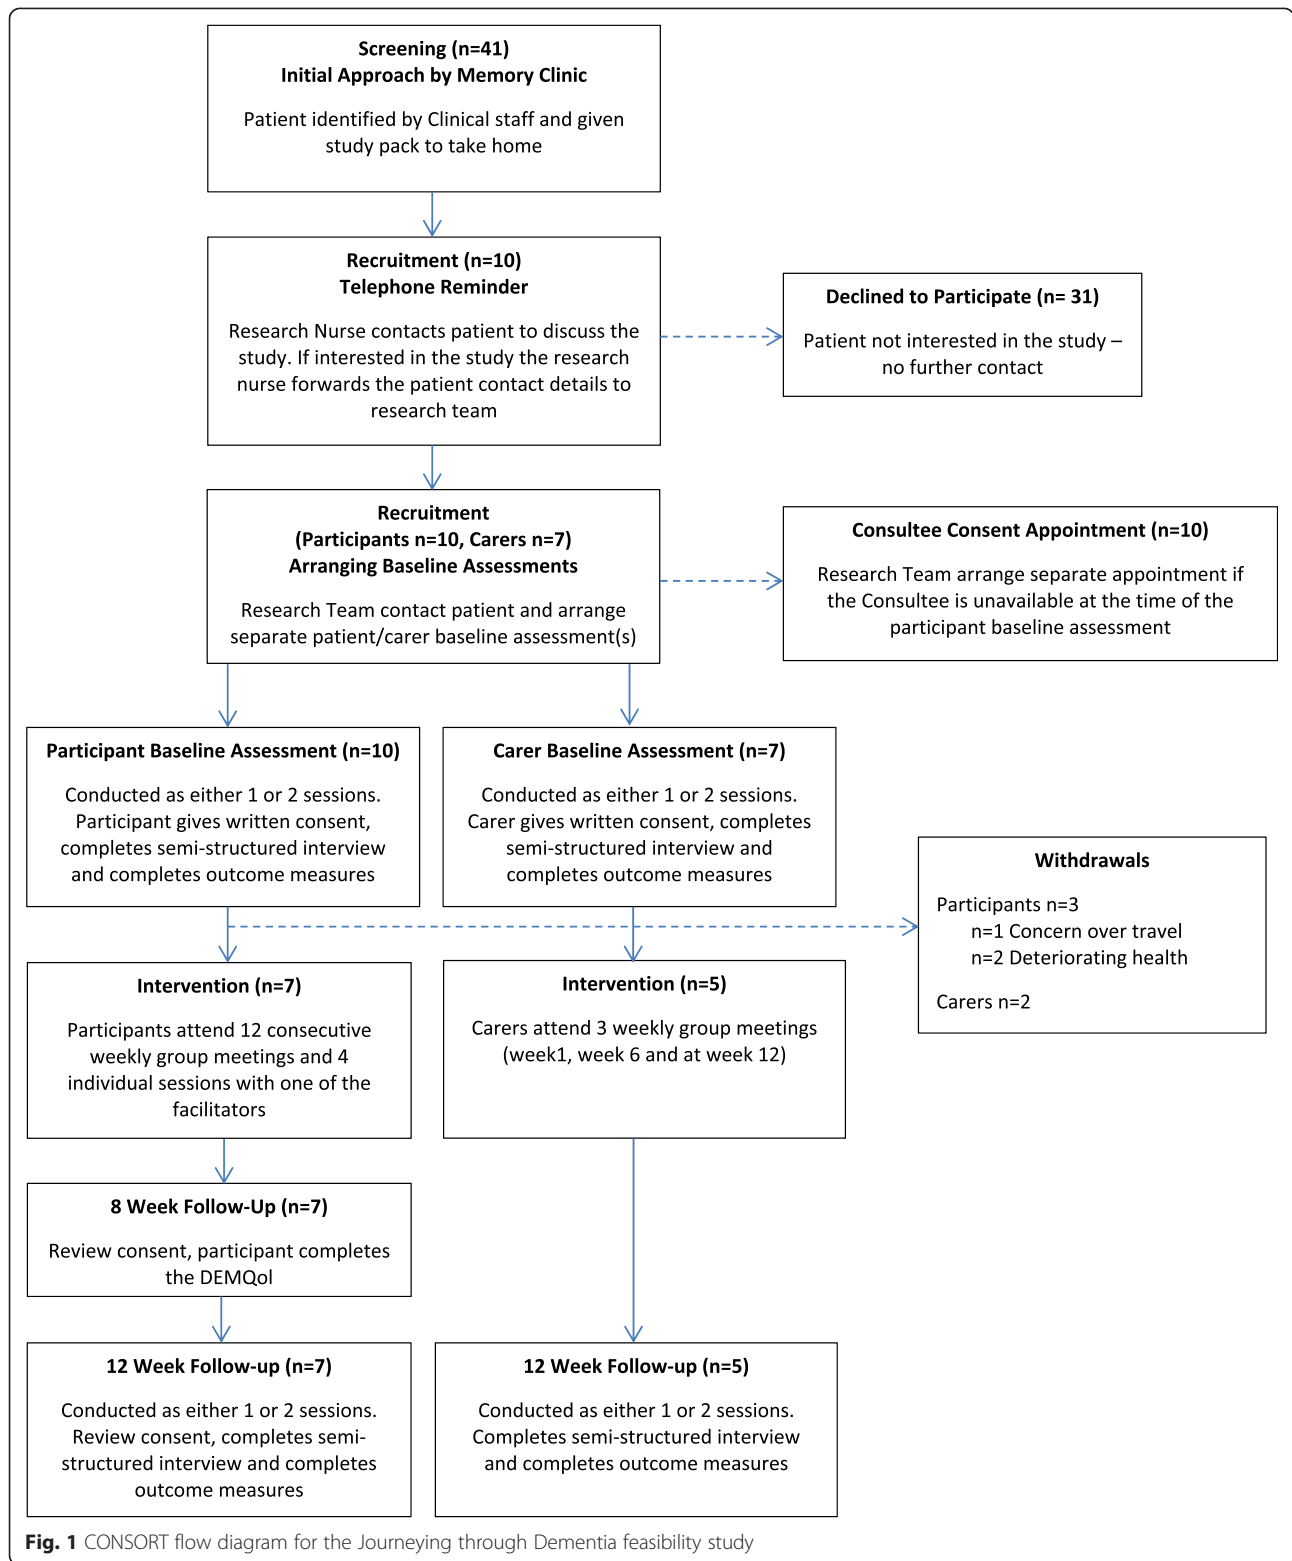 Screening (n=41)
Initial Approach by Memory Clinic
Patient identified by Clinical staff and given
study pack to take home
Recruitment (n=10)
Telephone Reminder
Research Nurse contacts patient to discuss the
study. If interested in the study the research
nurse forwards the patient contact details to
research team
Declined to Participate (n= 31)
Patient not interested in the study –
no further contact
Recruitment
(Participants n=10, Carers n=7)
Arranging Baseline Assessments
Research Team contact patient and arrange
separate patient/carer baseline assessment(s)
Consultee Consent Appointment (n=10)
Research Team arrange separate appointment if
the Consultee is unavailable at the time of the
participant baseline assessment
Participant Baseline Assessment (n=10)
Conducted as either 1 or 2 sessions.
Participant gives written consent,
completes semi-structured interview
and completes outcome measures
Carer Baseline Assessment (n=7)
Conducted as either 1 or 2 sessions.
Carer gives written consent, completes
semi-structured interview and
completes outcome measures
Withdrawals
Participants n=3
n=1 Concern over travel
n=2 Deteriorating health
Carers n=2
Intervention (n=7)
Participants attend 12 consecutive
weekly group meetings and 4
individual sessions with one of the
facilitators
Intervention (n=5)
Carers attend 3 weekly group meetings
(week1, week 6 and at week 12)
8 Week Follow-Up (n=7)
Review consent, participant completes
the DEMQol
12 Week Follow-up (n=7)
Conducted as either 1 or 2 sessions.
Review consent, completes semi-
structured interview and completes
outcome measures
12 Week Follow-up (n=5)
Conducted as either 1 or 2 sessions.
Completes semi-structured interview
and completes outcome measures
Fig. 1 CONSORT flow diagram for the Journeying through Dementia feasibility study